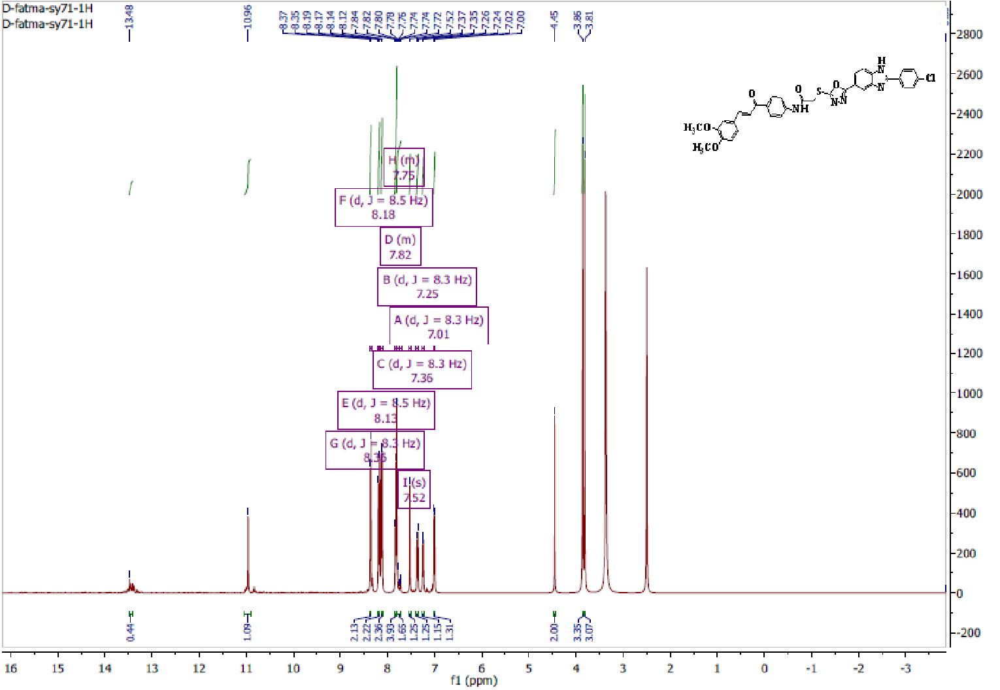 D-fatma-sy71-1H
D-fatma-sy71-1H
13.48
10.96
8.37
8.35
8.19
8.17
8.14
8.12
7.84
7.82
7.80
7.78
7.76
7.74
7.74
7.72
7.52
7.37
7.35
7.26
7.24
7.02
7.00
4.45
3.86
3.81
H
N
N
Cl
O
N
N
S
O
NH
O
H₃CO
H₃CO
H (m)
7.75
F (d, J = 8.5 Hz)
8.18
D (m)
7.82
B (d, J = 8.3 Hz)
7.25
A (d, J = 8.3 Hz)
7.01
C (d, J = 8.3 Hz)
7.36
E (d, J = 8.5 Hz)
8.13
G (d, J = 8.3 Hz)
8.36
I (s)
7.52
2800
2600
2400
2200
2000
1800
1600
1400
1200
1000
800
600
400
200
0
-200
0.44
1.09
2.13
2.22
2.36
3.93
1.65
1.25
1.25
1.15
1.31
2.00
3.35
3.07
16 15 14 13 12 11 10 9 8 7 6 5 4 3 2 1 0 -1 -2 -3
f1 (ppm)